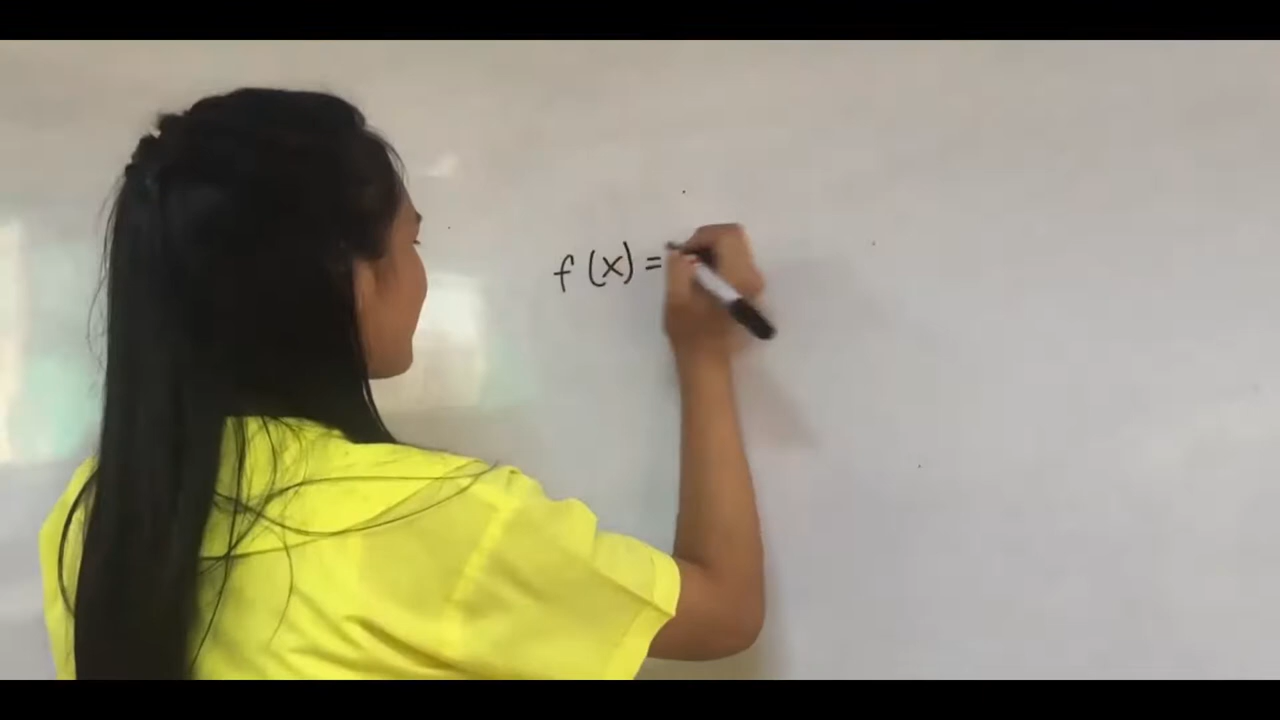 f(x) =